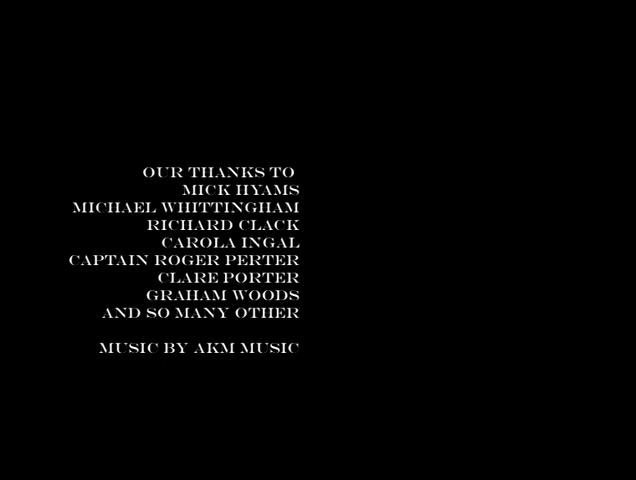 OUR THANKS TO
MICK HYAMS
MICHAEL WHITTINGHAM
RICHARD CLACK
CAROLA INGAL
CAPTAIN ROGER PERTER
CLARE PORTER
GRAHAM WOODS
AND SO MANY OTHER
MUSIC BY AKM MUSIC